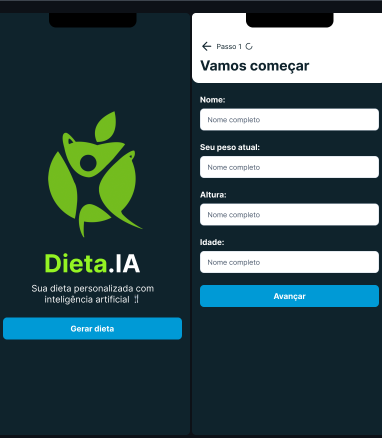 Dieta.IA
Sua dieta personalizada com
inteligência artificial
Gerar dieta
Passo 1
Vamos começar
Nome:
Nome completo
Seu peso atual:
Nome completo
Altura:
Nome completo
Idade:
Nome completo
Avançar